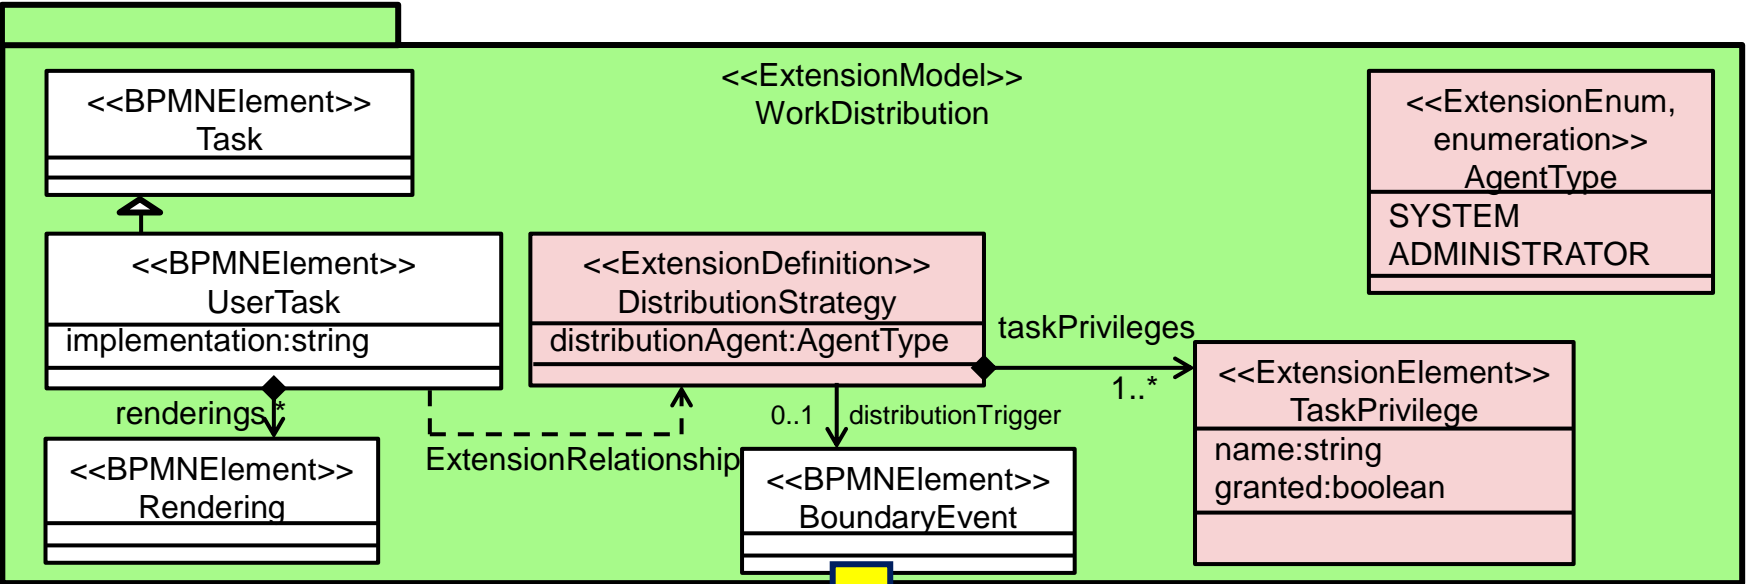 <<ExtensionModel>>
WorkDistribution
<<BPMNElement>>
Task
<<ExtensionEnum,
enumeration>>
AgentType
SYSTEM
ADMINISTRATOR
<<BPMNElement>>
UserTask
implementation:string
<<ExtensionDefinition>>
DistributionStrategy
distributionAgent:AgentType
taskPrivileges
1..*
<<ExtensionElement>>
TaskPrivilege
name:string
granted:boolean
renderings *
ExtensionRelationship
0..1 distributionTrigger
<<BPMNElement>>
Rendering
<<BPMNElement>>
BoundaryEvent